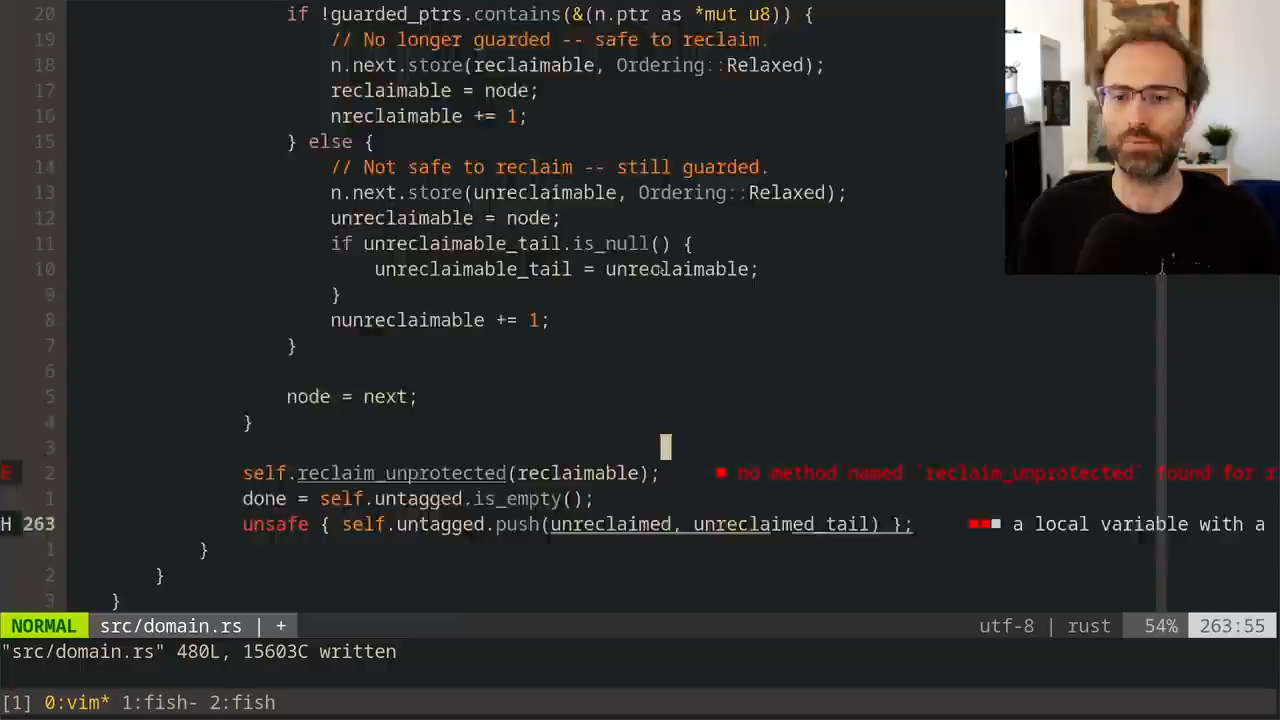 20 if !guarded_ptrs.contains(&(n.ptr as *mut u8)) {
19 // No longer guarded -- safe to reclaim.
18 n.next.store(reclaimable, Ordering::Relaxed);
17 reclaimable = node;
16 nreclaimable += 1;
15 } else {
14 // Not safe to reclaim -- still guarded.
13 n.next.store(unreclaimable, Ordering::Relaxed);
12 unreclaimable = node;
11 if unreclaimable_tail.is_null() {
10 unreclaimable_tail = unreclaimable;
9 }
8 nunreclaimable += 1;
7 }
6
5 node = next;
4 }
3
E 2 self.reclaim_unprotected(reclaimable); ■ no method named `reclaim_unprotected` found for r
1 done = self.untagged.is_empty();
H 263 unsafe { self.untagged.push(unreclaimed, unreclaimed_tail) }; ■■■ a local variable with a
1 }
2 }
3 }
NORMAL src/domain.rs | + utf-8 | rust 54% 263:55
"src/domain.rs" 480L, 15603C written
[1] 0:vim* 1:fish- 2:fish